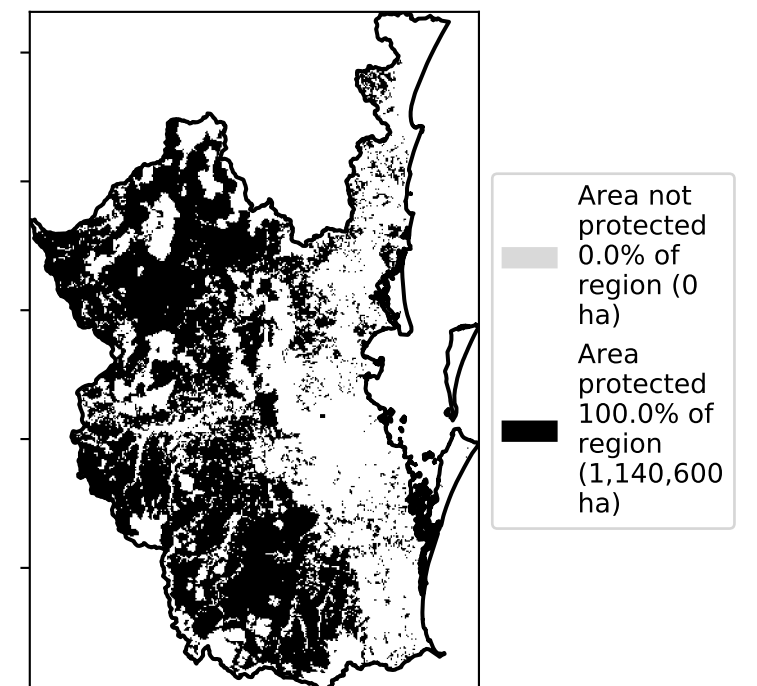 Area not
protected
0.0% of
region (0
ha)
Area
protected
100.0% of
region
(1,140,600
ha)